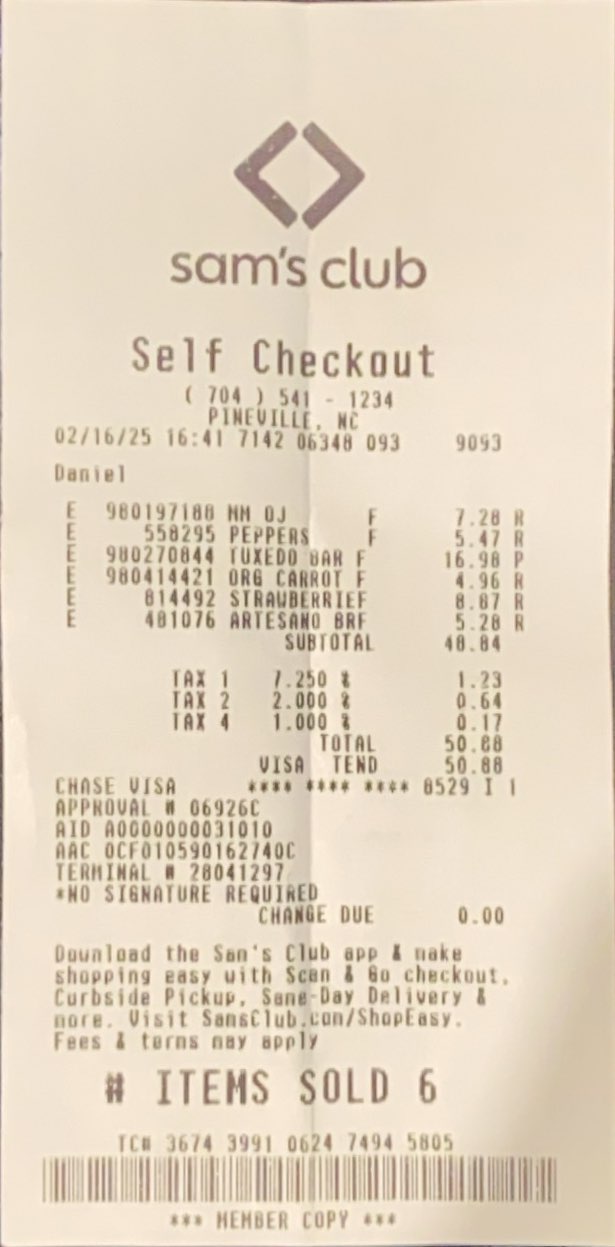 sam's club
Self Checkout
( 704 ) 541 - 1234
PINEVILLE, NC
02/16/25 16:41 7142 06348 093 9093
Daniel
E 980197188 MM OJ F 7.28 R
E 558295 PEPPERS F 5.47 R
E 980270844 TUXEDO BAR F 16.98 P
E 980414421 ORG CARROT F 4.96 R
E 814492 STRAWBERRIEF 8.87 R
E 481076 ARTESANO BRF 5.28 R
SUBTOTAL 48.84
TAX 1 7.250 % 1.23
TAX 2 2.000 % 0.64
TAX 4 1.000 % 0.17
TOTAL 50.88
VISA TEND 50.88
CHASE VISA **** **** **** 8529 I 1
APPROVAL # 06926C
AID A0000000031010
AAC 0CF010590162740C
TERMINAL # 28041297
*NO SIGNATURE REQUIRED
CHANGE DUE 0.00
Download the Sam's Club app & make
shopping easy with Scan & Go checkout,
Curbside Pickup, Same-Day Delivery &
more. Visit SamsClub.com/ShopEasy.
Fees & terms may apply
# ITEMS SOLD 6
TC# 3674 3991 0624 7494 5805
*** MEMBER COPY ***